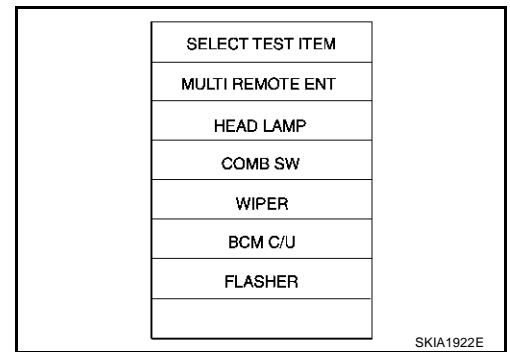 SELECT TEST ITEM
MULTI REMOTE ENT
HEAD LAMP
COMB SW
WIPER
BCM C/U
FLASHER
SKIA1922E